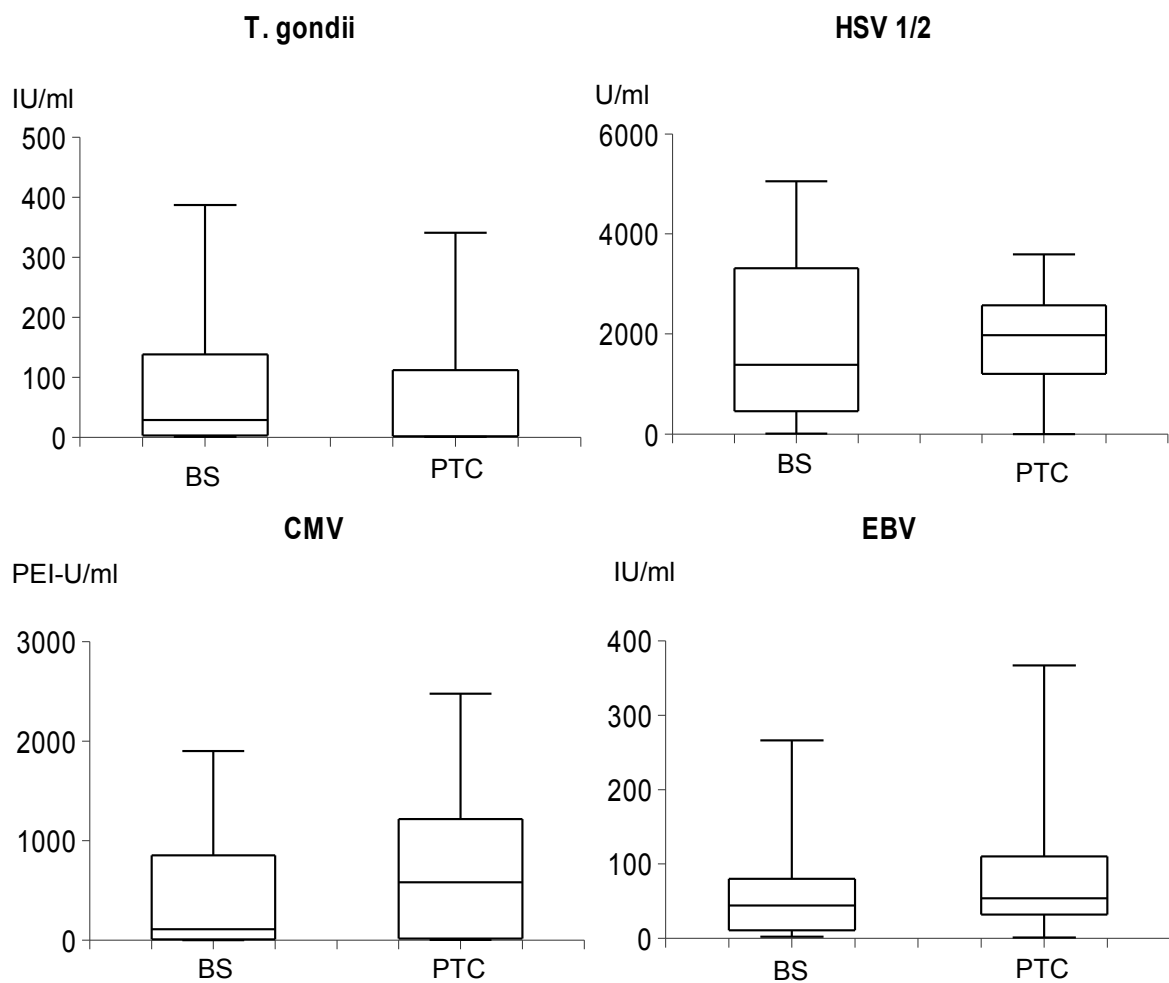 T. gondii
IU/ml
500
400
300
200
100
0
BS
PTC
HSV 1/2
U/ml
6000
4000
2000
0
BS
PTC
CMV
PEI-U/ml
3000
2000
1000
0
BS
PTC
EBV
IU/ml
400
300
200
100
0
BS
PTC